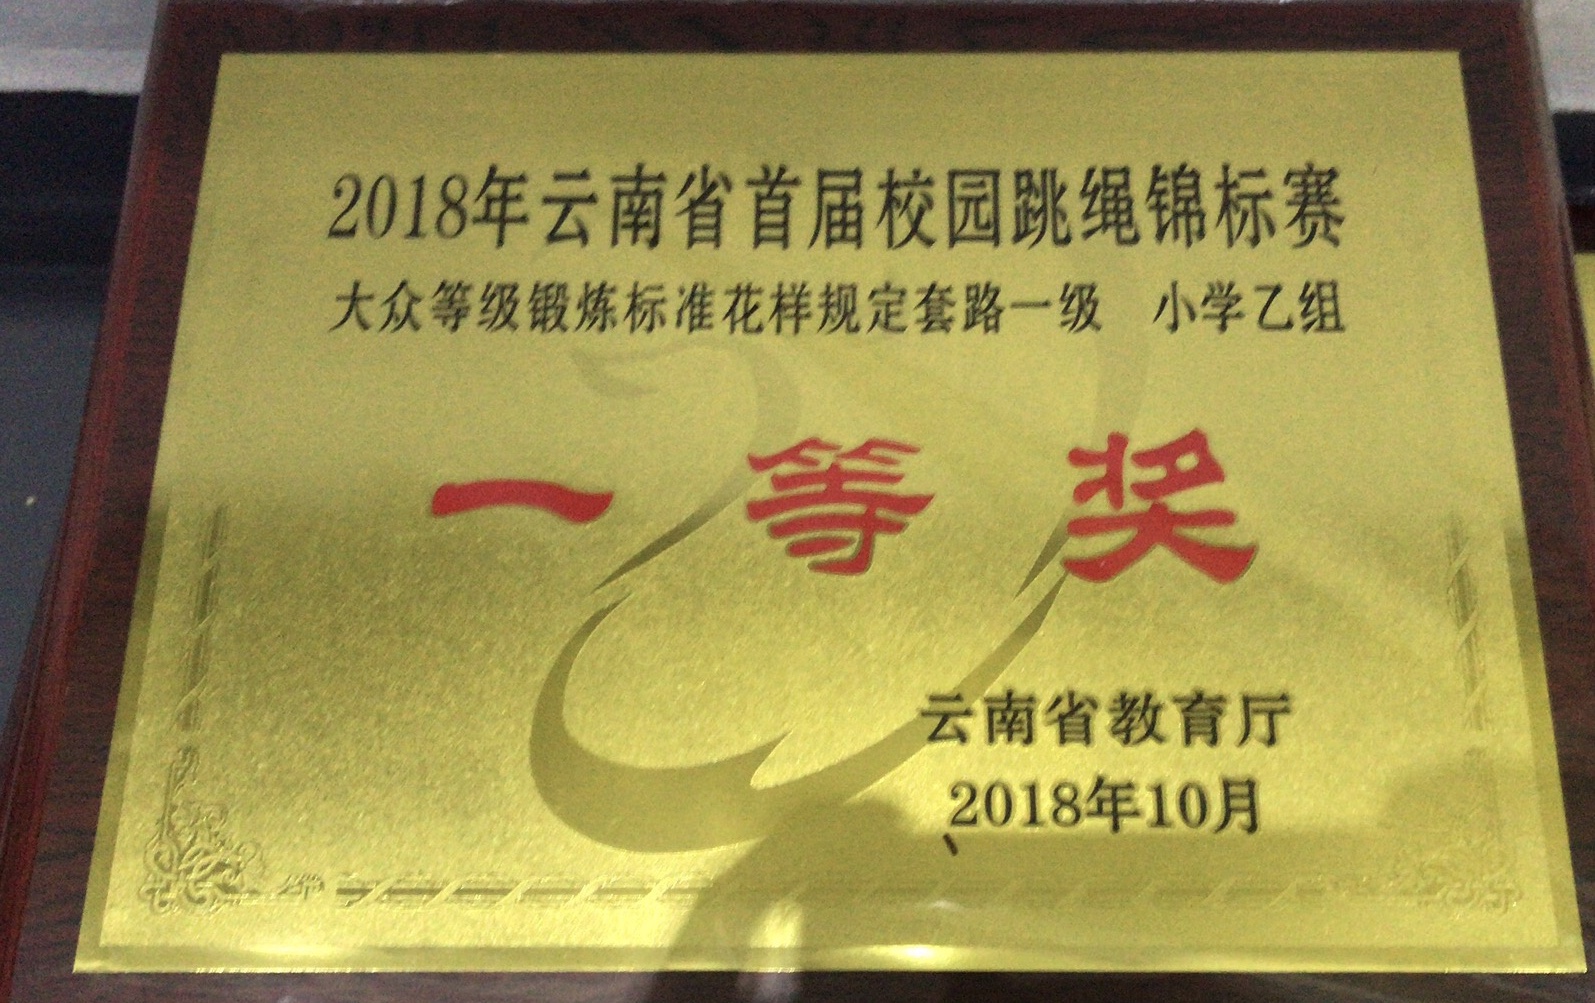 2018年云南省首届校园跳绳锦标赛
大众等级锻炼标准花样规定套路一级 小学乙组
一等奖
云南省教育厅
2018年10月